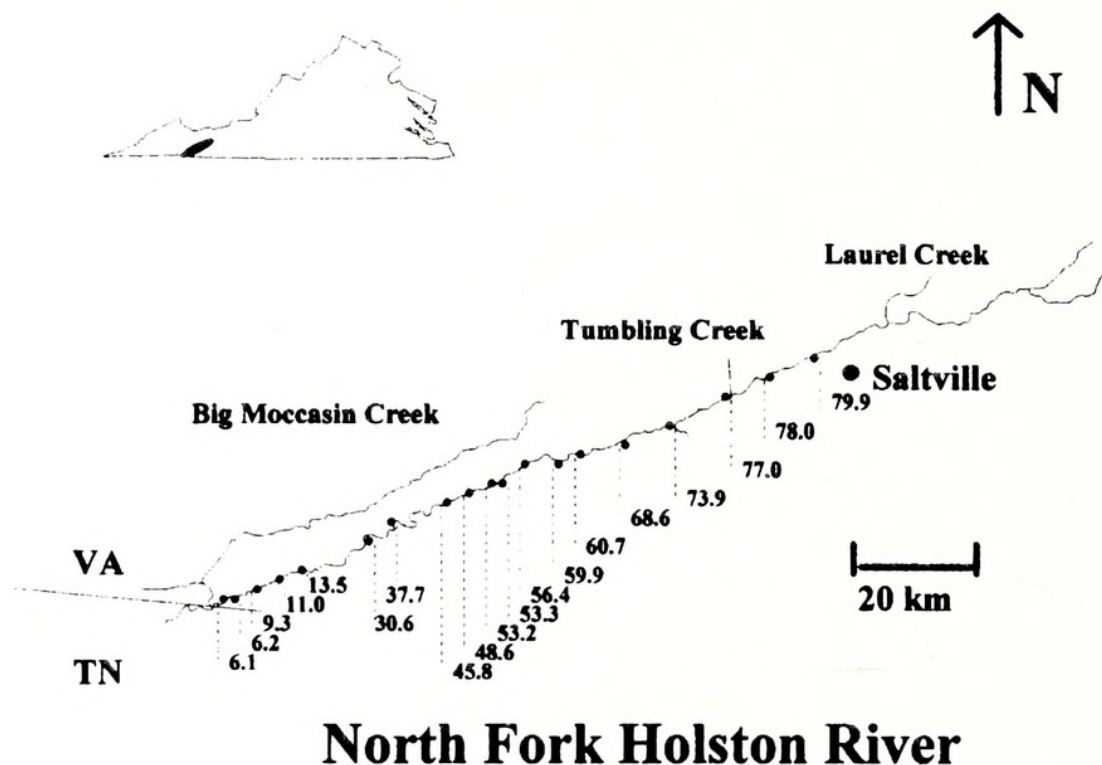 N
Laurel Creek
Tumbling Creek
Saltville
79.9
Big Moccasin Creek
78.0
77.0
73.9
68.6
60.7
VA
59.9
13.5
37.7
56.4
20 km
11.0
53.3
9.3
30.6
53.2
6.2
48.6
6.1
45.8
TN
North Fork Holston River